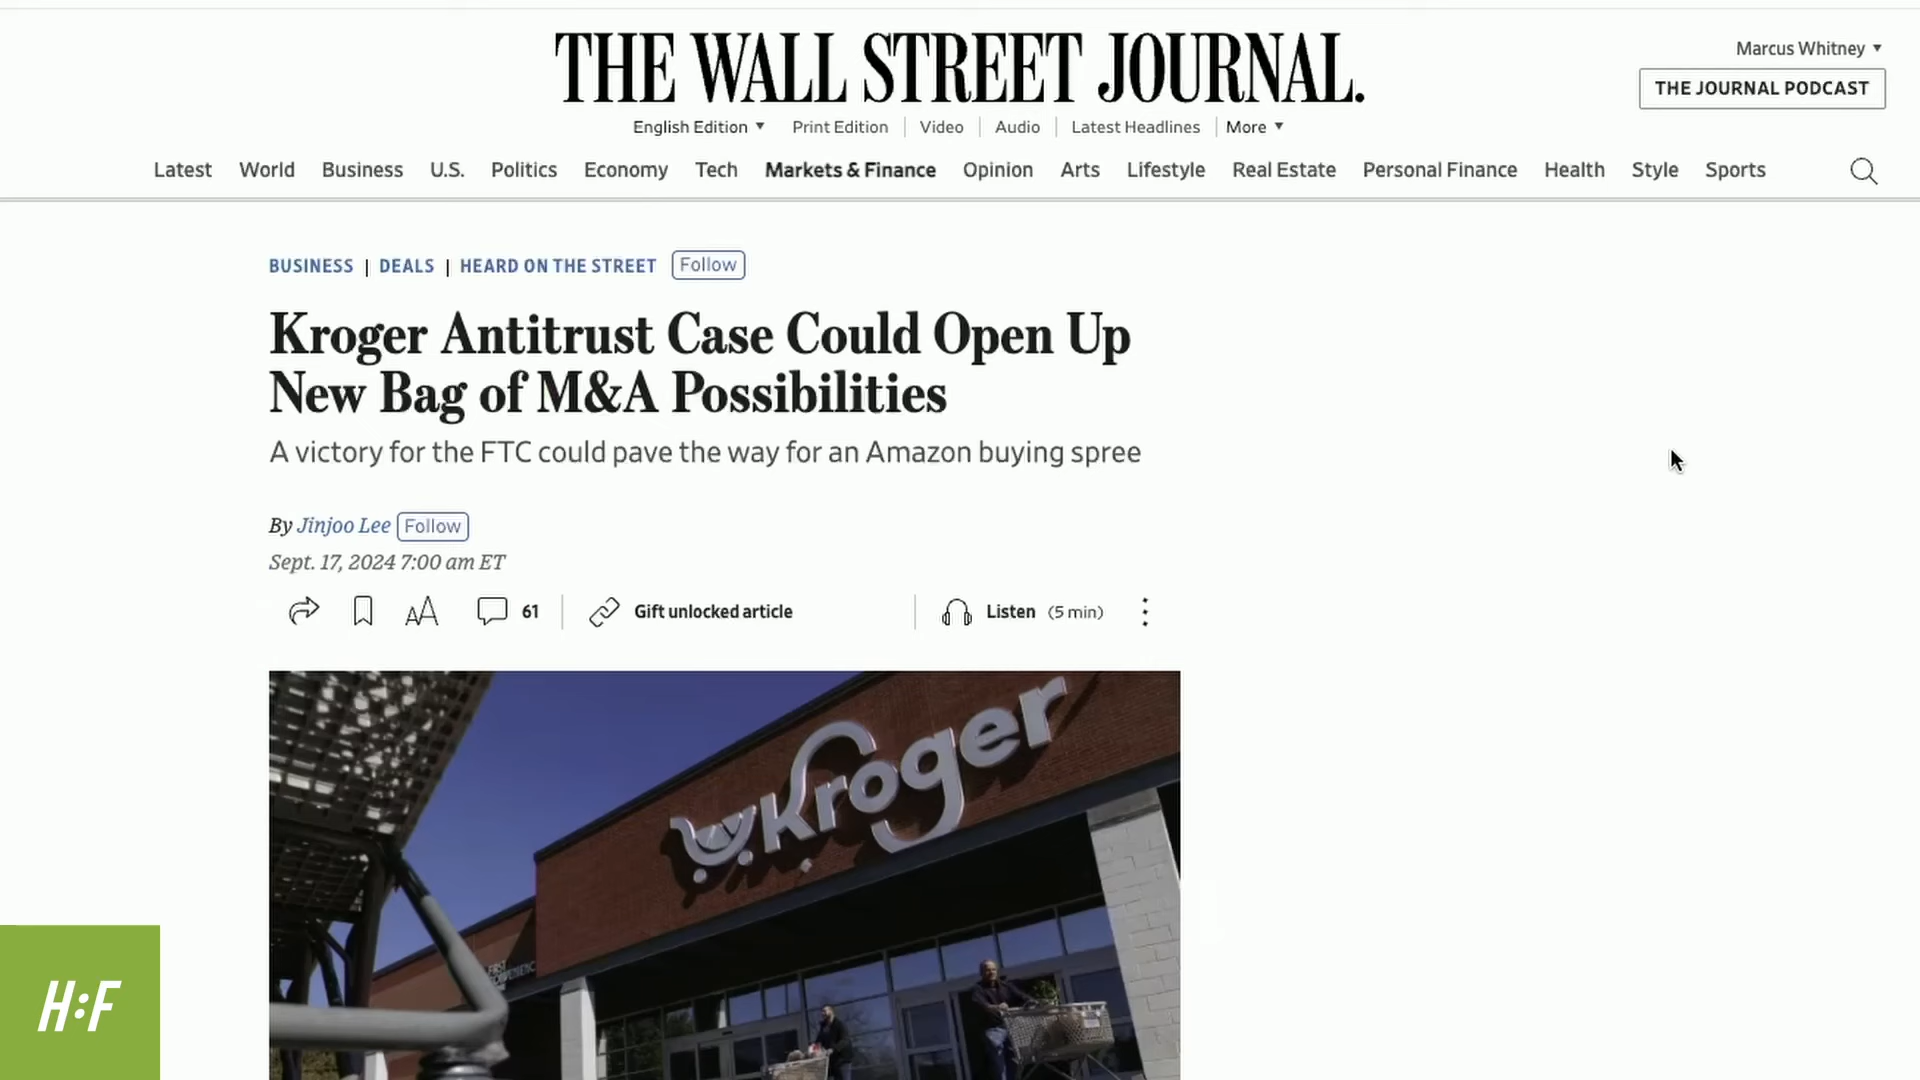 THE WALL STREET JOURNAL.
Marcus Whitney
THE JOURNAL PODCAST
English Edition Print Edition Video Audio Latest Headlines More
Latest World Business U.S. Politics Economy Tech Markets & Finance Opinion Arts Lifestyle Real Estate Personal Finance Health Style Sports
BUSINESS | DEALS | HEARD ON THE STREET Follow
Kroger Antitrust Case Could Open Up
New Bag of M&A Possibilities
A victory for the FTC could pave the way for an Amazon buying spree
By Jinjoo Lee Follow
Sept. 17, 2024 7:00 am ET
AA 61 Gift unlocked article Listen (5 min)
Kroger
H:F